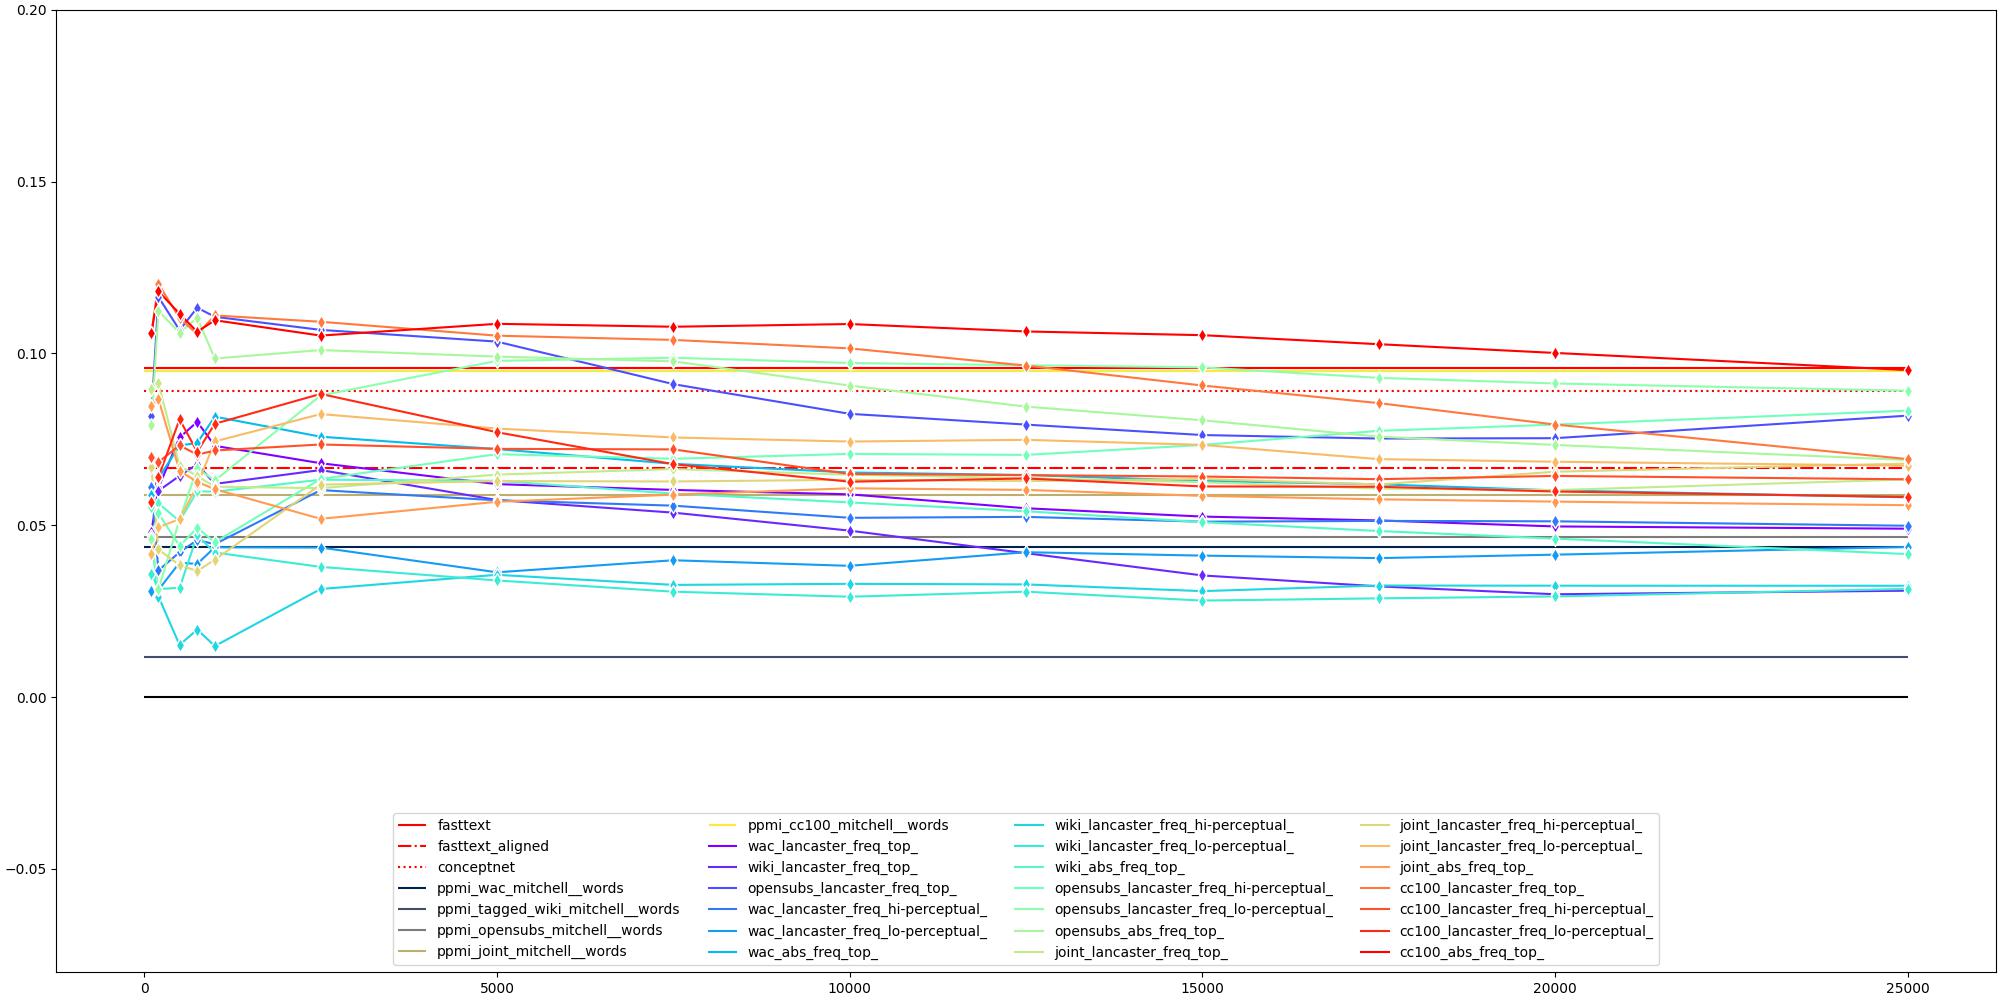 0.20
0.15
0.10
0.05
0.00
−0.05
fasttext
fasttext_aligned
conceptnet
ppmi_wac_mitchell__words
ppmi_tagged_wiki_mitchell__words
ppmi_opensubs_mitchell__words
ppmi_joint_mitchell__words
ppmi_cc100_mitchell__words
wac_lancaster_freq_top_
wiki_lancaster_freq_top_
opensubs_lancaster_freq_top_
wac_lancaster_freq_hi-perceptual_
wac_lancaster_freq_lo-perceptual_
wac_abs_freq_top_
wiki_lancaster_freq_hi-perceptual_
wiki_lancaster_freq_lo-perceptual_
wiki_abs_freq_top_
opensubs_lancaster_freq_hi-perceptual_
opensubs_lancaster_freq_lo-perceptual_
opensubs_abs_freq_top_
joint_lancaster_freq_top_
joint_lancaster_freq_hi-perceptual_
joint_lancaster_freq_lo-perceptual_
joint_abs_freq_top_
cc100_lancaster_freq_top_
cc100_lancaster_freq_hi-perceptual_
cc100_lancaster_freq_lo-perceptual_
cc100_abs_freq_top_
0
5000
10000
15000
20000
25000